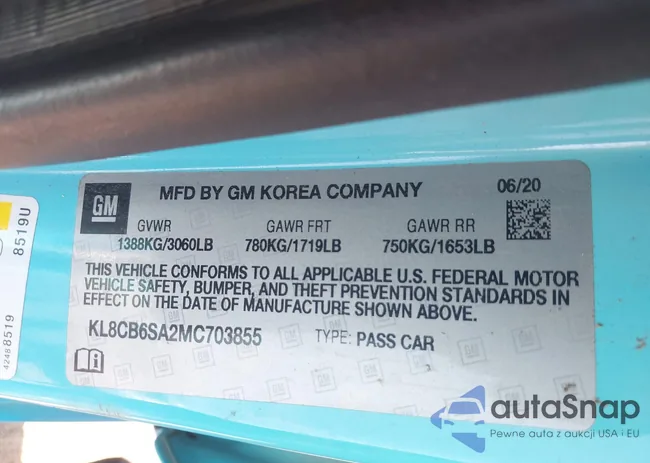 GM
MFD BY GM KOREA COMPANY
06/20
GVWR GAWR FRT GAWR RR
1388KG/3060LB 780KG/1719LB 750KG/1653LB
THIS VEHICLE CONFORMS TO ALL APPLICABLE U.S. FEDERAL MOTOR
VEHICLE SAFETY, BUMPER, AND THEFT PREVENTION STANDARDS IN
EFFECT ON THE DATE OF MANUFACTURE SHOWN ABOVE.
KL8CB6SA2MC703855 TYPE: PASS CAR
8519U
42488519
autaSnap
Pewne auta z aukcji USA i EU